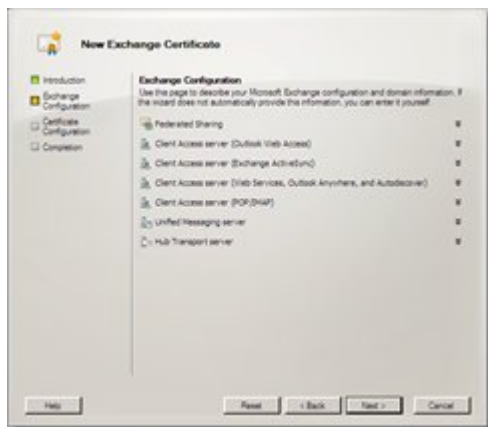 New Exchange Certificate
Introduction
Exchange
Configuration
Certificate
Configuration
Completion
Exchange Configuration
Use this page to describe your Microsoft Exchange configuration and domain information. If
the wizard does not automatically provide this information, you can enter it yourself.
Federated Sharing
Client Access server (Outlook Web Access)
Client Access server (Exchange ActiveSync)
Client Access server (Web Services, Outlook Anywhere, and Autodiscover)
Client Access server (POP/IMAP)
Unified Messaging server
Hub Transport server
Help
Reset
< Back
Next >
Cancel